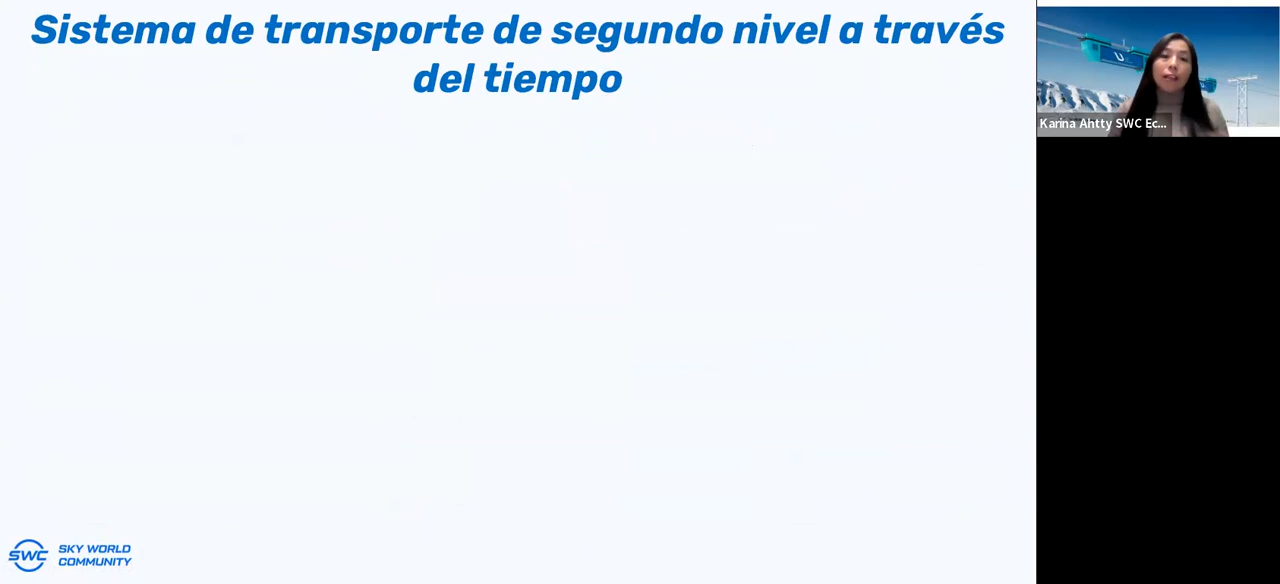 Sistema de transporte de segundo nivel a través
del tiempo
Karina Ahtty SWC Ec...
SWC
SKY WORLD
COMMUNITY